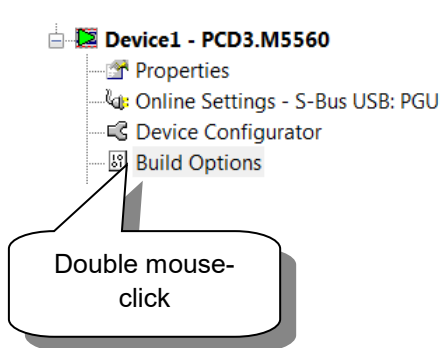 Device1 - PCD3.M5560
Properties
Online Settings - S-Bus USB: PGU
Device Configurator
Build Options
Double mouse-
click